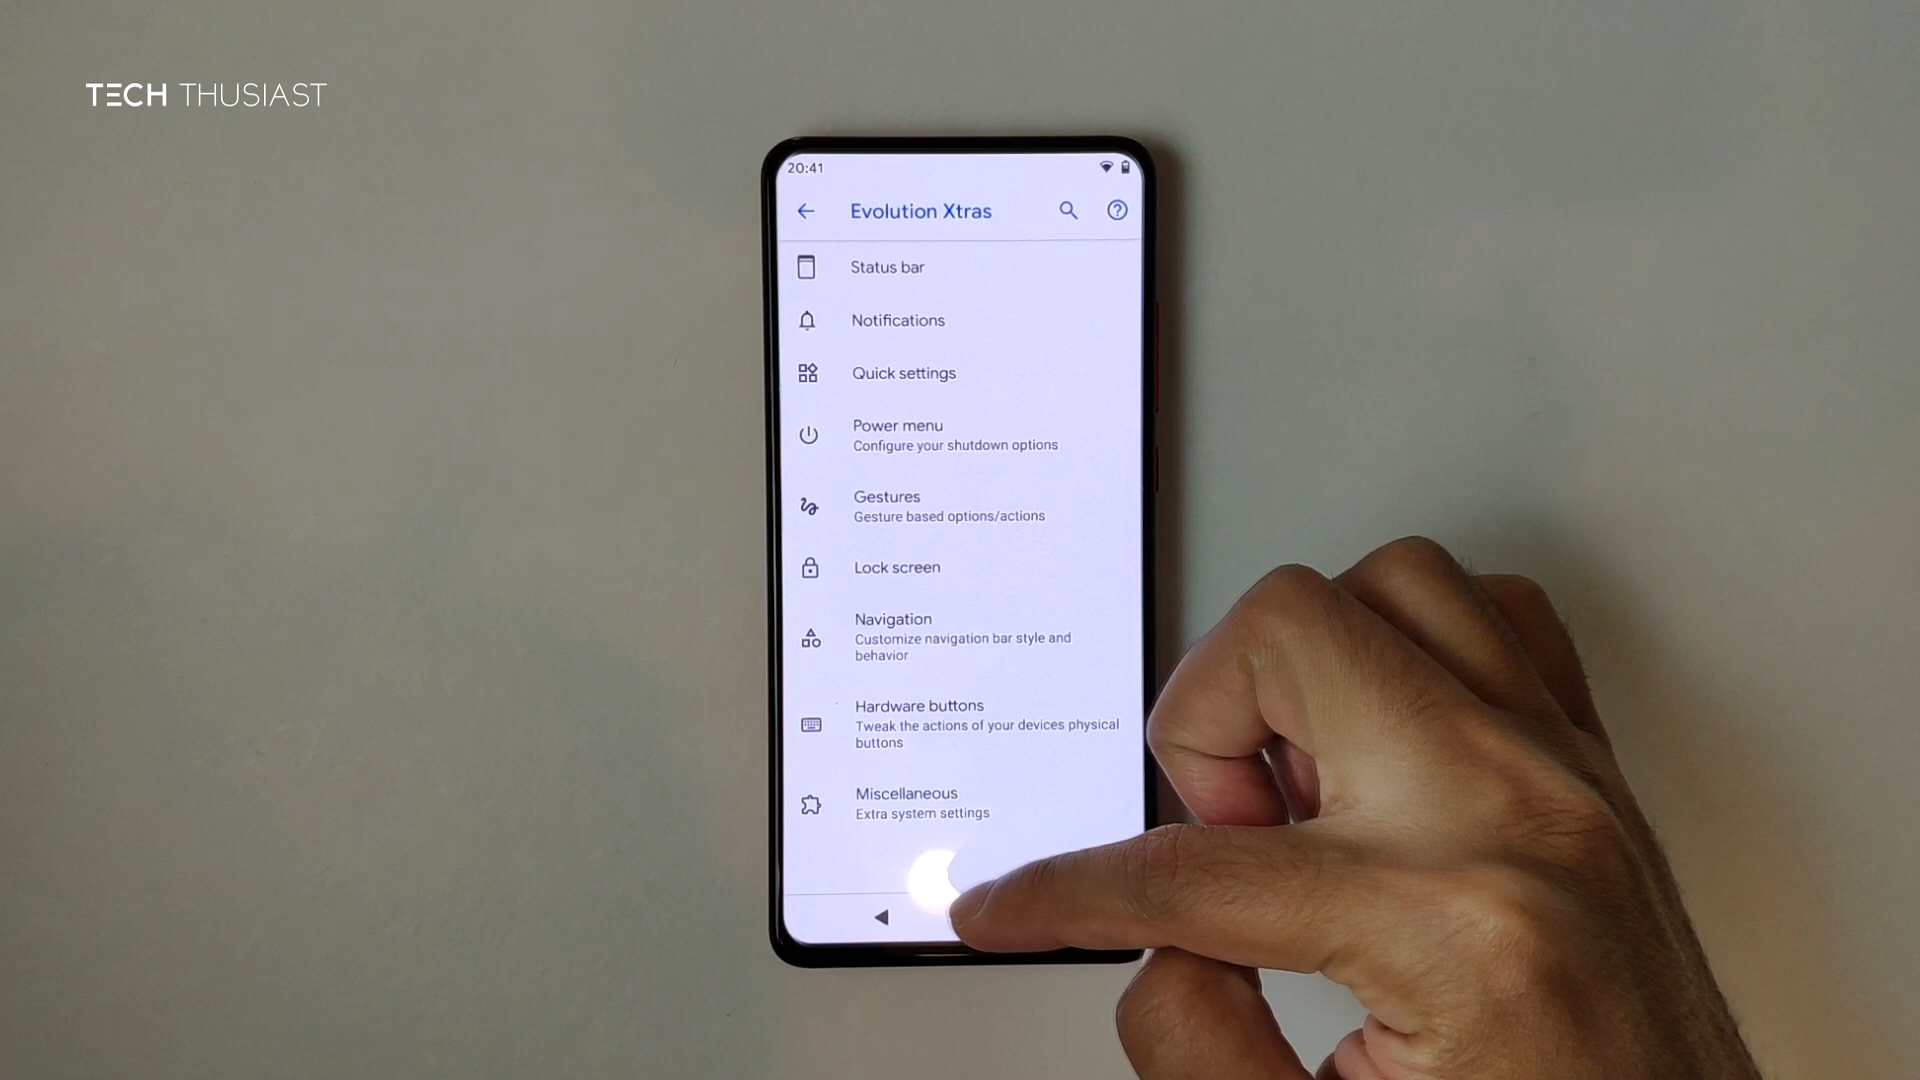 TECH THUSIAST
20:41
Evolution Xtras
Status bar
Notifications
Quick settings
Power menu
Configure your shutdown options
Gestures
Gesture based options/actions
Lock screen
Navigation
Customize navigation bar style and
behavior
Hardware buttons
Tweak the actions of your devices physical
buttons
Miscellaneous
Extra system settings